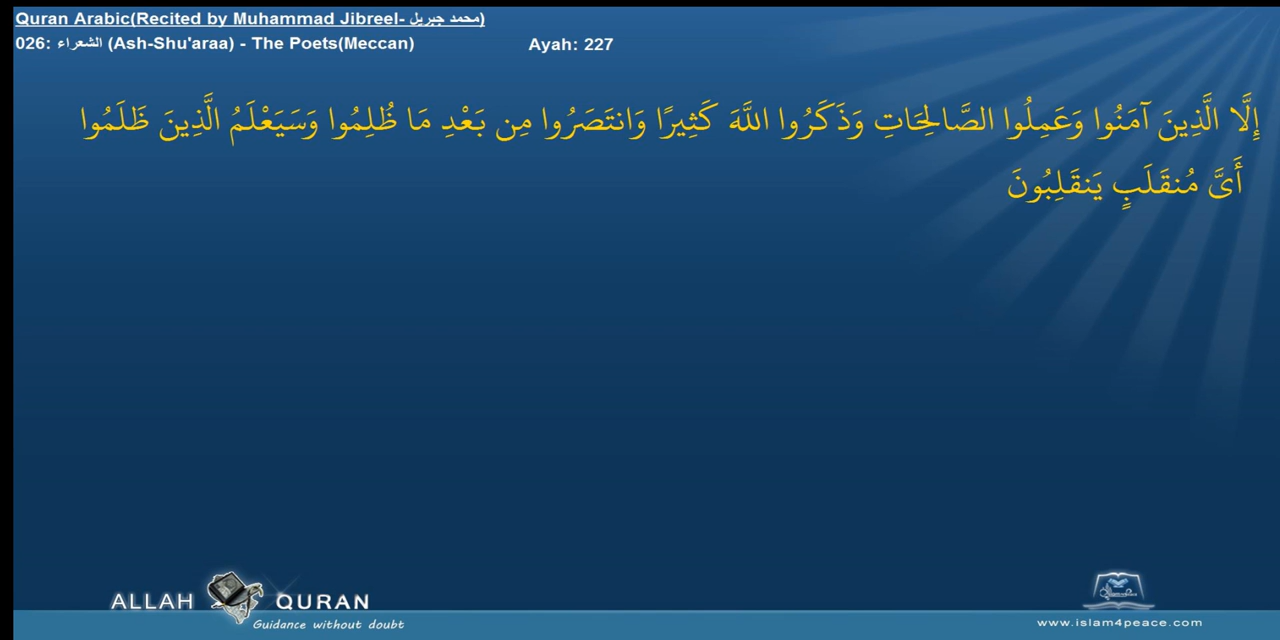 Quran Arabic(Recited by Muhammad Jibreel- محمد جبريل)
026: الشعراء (Ash-Shu'araa) - The Poets(Meccan) Ayah: 227
إِلَّا الَّذِينَ آمَنُوا وَعَمِلُوا الصَّالِحَاتِ وَذَكَرُوا اللَّهَ كَثِيرًا وَانتَصَرُوا مِن بَعْدِ مَا ظُلِمُوا وَسَيَعْلَمُ الَّذِينَ ظَلَمُوا
أَىَّ مُنقَلَبٍ يَنقَلِبُونَ
ALLAH QURAN
Guidance without doubt
www.islam4peace.com